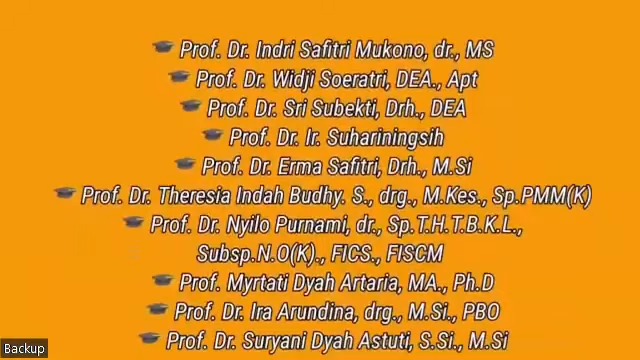 Prof. Dr. Indri Safitri Mukono, dr., MS
Prof. Dr. Widji Soeratri, DEA., Apt
Prof. Dr. Sri Subekti, Drh., DEA
Prof. Dr. Ir. Suhariningsih
Prof. Dr. Erma Safitri, Drh., M.Si
Prof. Dr. Theresia Indah Budhy. S., drg., M.Kes., Sp.PMM(K)
Prof. Dr. Nyilo Purnami, dr., Sp.T.H.T.B.K.L.,
Subsp.N.O(K)., FICS., FISCM
Prof. Myrtati Dyah Artaria, MA., Ph.D
Prof. Dr. Ira Arundina, drg., M.Si., PBO
Prof. Dr. Suryani Dyah Astuti, S.Si., M.Si
Backup